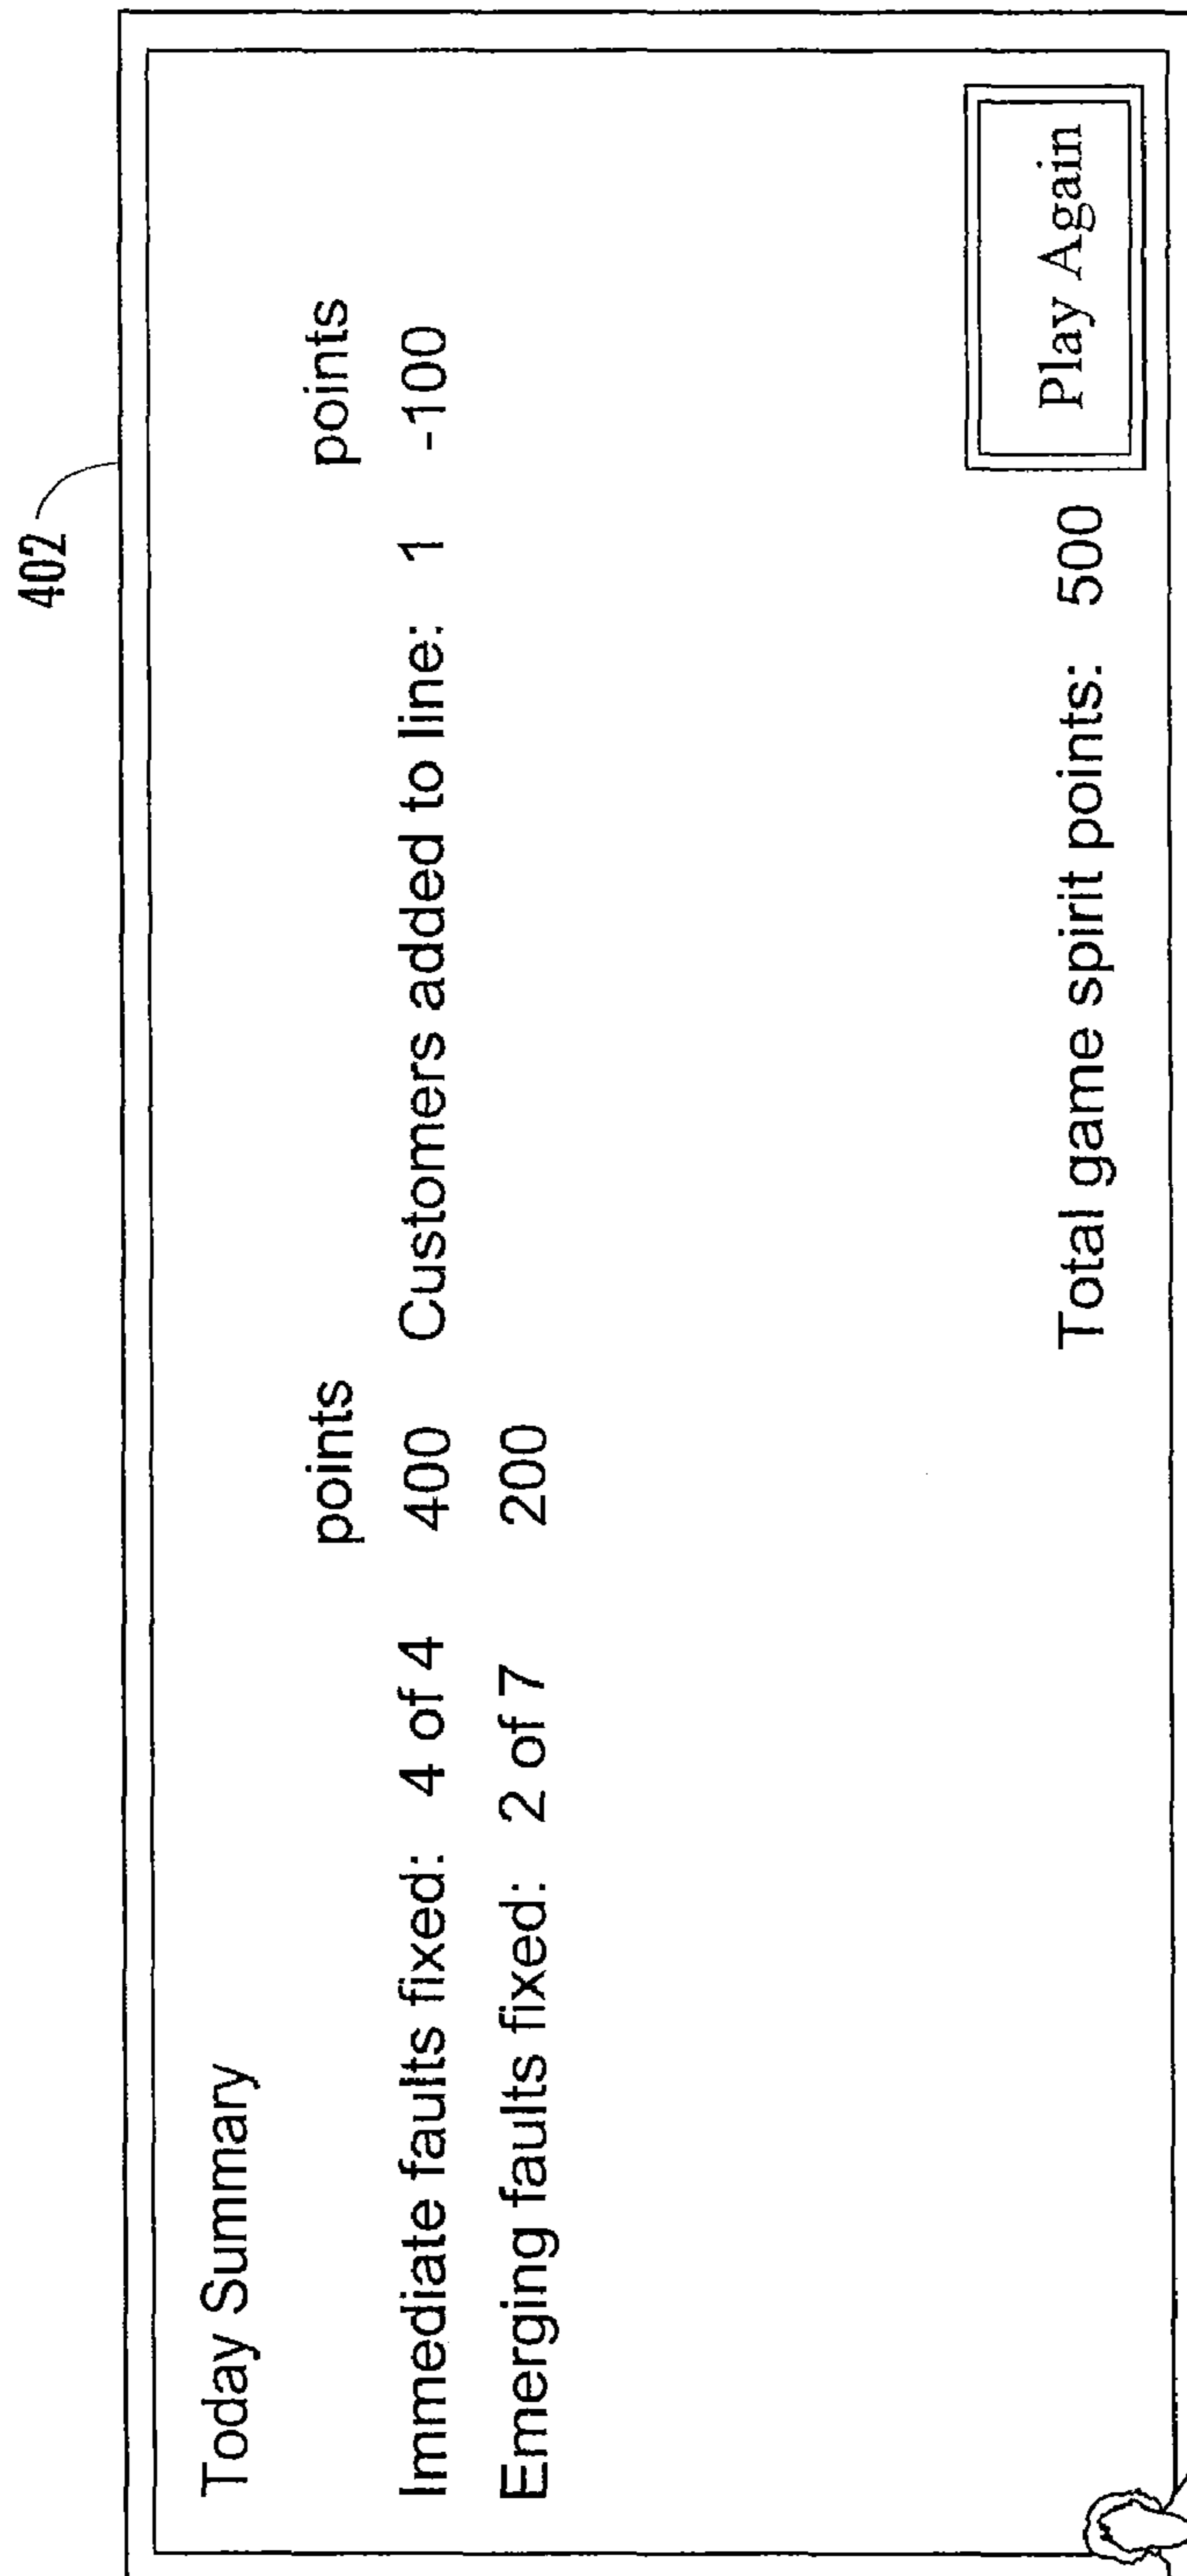 402
Today Summary
points points
Immediate faults fixed: 4 of 4 400 Customers added to line: 1 -100
Emerging faults fixed: 2 of 7 200
Total game spirit points: 500
Play Again